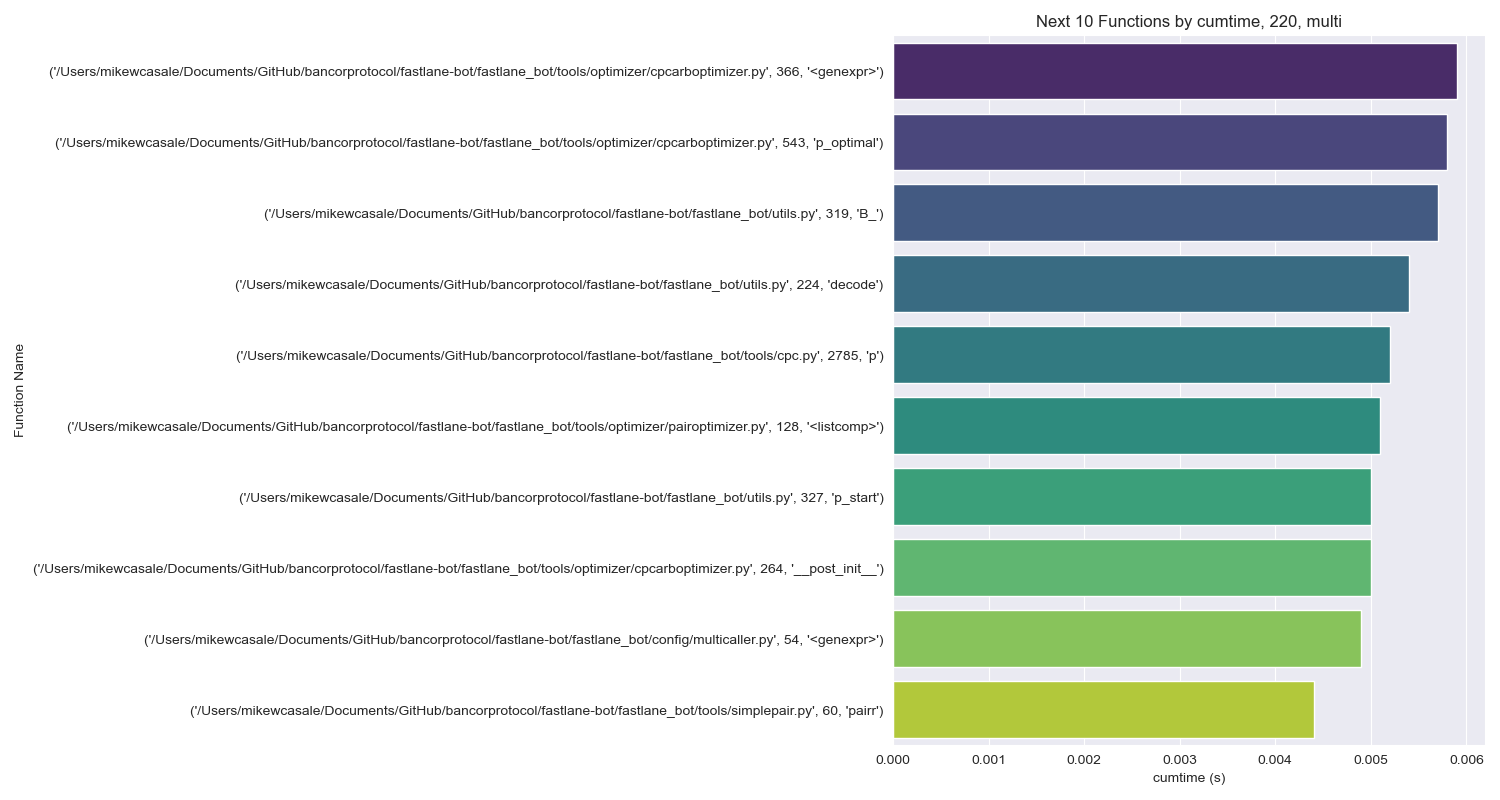 Next 10 Functions by cumtime, 220, multi
Function Name
('/Users/mikewcasale/Documents/GitHub/bancorprotocol/fastlane-bot/fastlane_bot/tools/optimizer/cpcarboptimizer.py', 366, '<genexpr>')
('/Users/mikewcasale/Documents/GitHub/bancorprotocol/fastlane-bot/fastlane_bot/tools/optimizer/cpcarboptimizer.py', 543, 'p_optimal')
('/Users/mikewcasale/Documents/GitHub/bancorprotocol/fastlane-bot/fastlane_bot/utils.py', 319, 'B_')
('/Users/mikewcasale/Documents/GitHub/bancorprotocol/fastlane-bot/fastlane_bot/utils.py', 224, 'decode')
('/Users/mikewcasale/Documents/GitHub/bancorprotocol/fastlane-bot/fastlane_bot/tools/cpc.py', 2785, 'p')
('/Users/mikewcasale/Documents/GitHub/bancorprotocol/fastlane-bot/fastlane_bot/tools/optimizer/pairoptimizer.py', 128, '<listcomp>')
('/Users/mikewcasale/Documents/GitHub/bancorprotocol/fastlane-bot/fastlane_bot/utils.py', 327, 'p_start')
('/Users/mikewcasale/Documents/GitHub/bancorprotocol/fastlane-bot/fastlane_bot/tools/optimizer/cpcarboptimizer.py', 264, '__post_init__')
('/Users/mikewcasale/Documents/GitHub/bancorprotocol/fastlane-bot/fastlane_bot/config/multicaller.py', 54, '<genexpr>')
('/Users/mikewcasale/Documents/GitHub/bancorprotocol/fastlane-bot/fastlane_bot/tools/simplepair.py', 60, 'pairr')
0.000 0.001 0.002 0.003 0.004 0.005 0.006
cumtime (s)